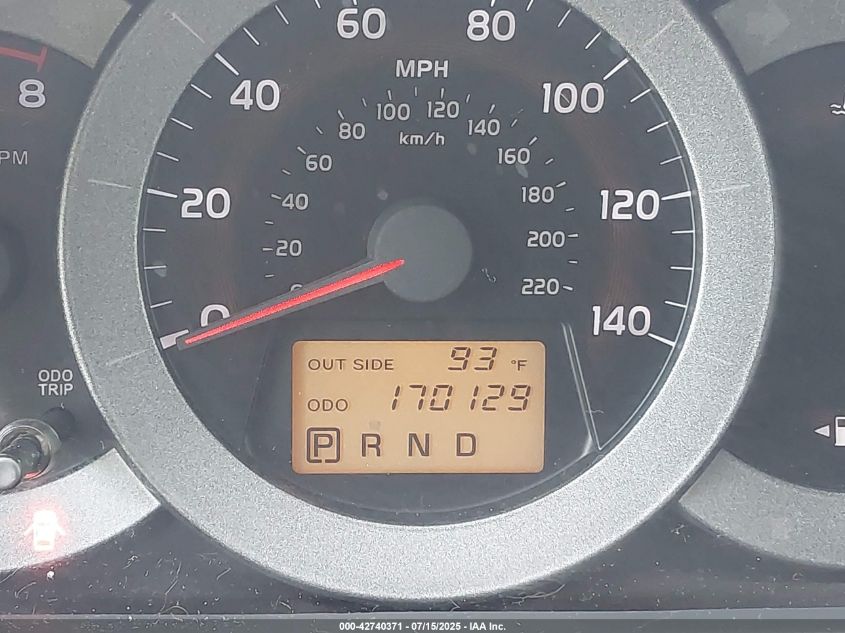 60 80
MPH
40 100
8
100 120
80 140
km/h
60 160
PM
40 180
20 120
20 200
220
0 140
OUT SIDE 93 °F
ODO
TRIP
ODO 170129
P R N D
000-42740371 - 07/15/2025 - IAA Inc.